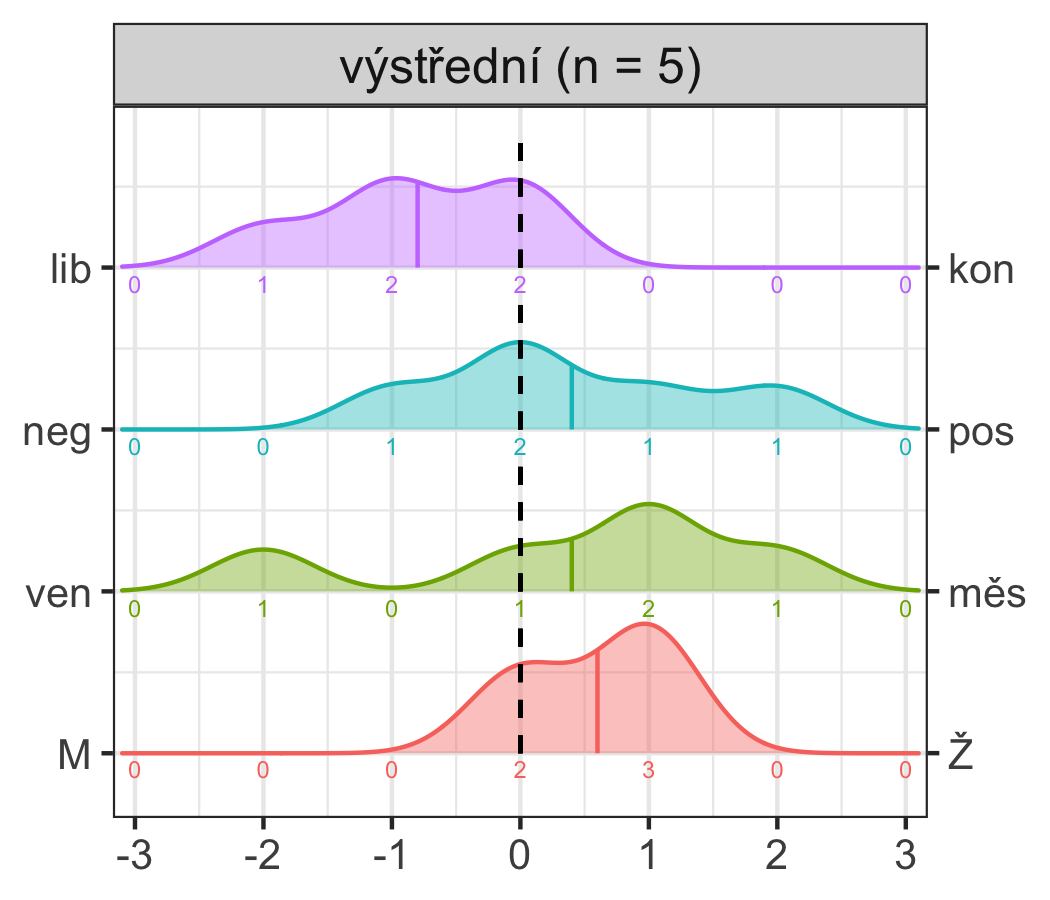 výstřední (n = 5)
lib kon
0 1 2 2 0 0 0
neg pos
0 0 1 2 1 1 0
ven měs
0 1 0 1 2 1 0
M Ž
0 0 0 2 3 0 0
-3 -2 -1 0 1 2 3